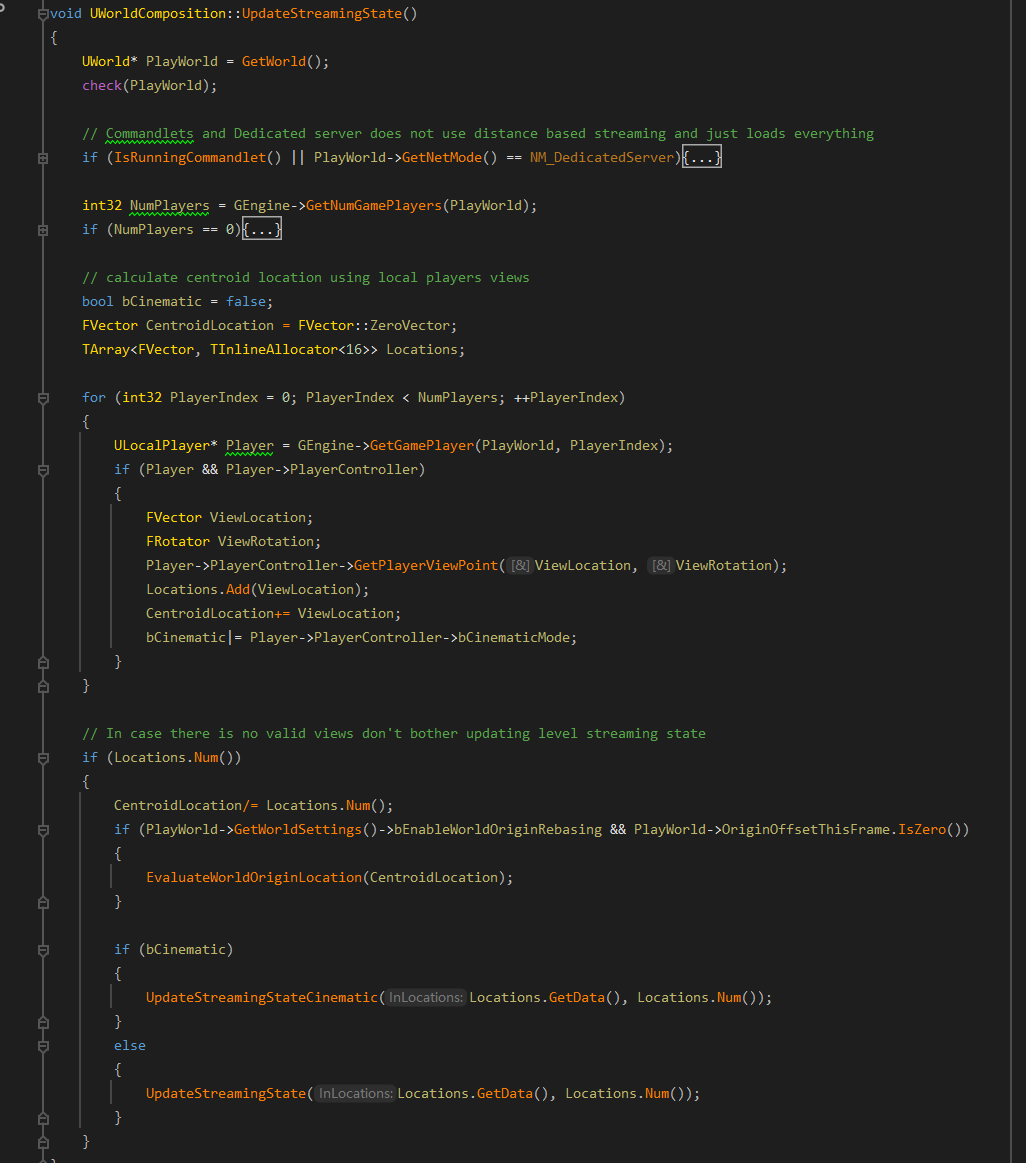 void UWorldComposition::UpdateStreamingState()
{
    UWorld* PlayWorld = GetWorld();
    check(PlayWorld);

    // Commandlets and Dedicated server does not use distance based streaming and just loads everything
    if (IsRunningCommandlet() || PlayWorld->GetNetMode() == NM_DedicatedServer){...}

    int32 NumPlayers = GEngine->GetNumGamePlayers(PlayWorld);
    if (NumPlayers == 0){...}

    // calculate centroid location using local players views
    bool bCinematic = false;
    FVector CentroidLocation = FVector::ZeroVector;
    TArray<FVector, TInlineAllocator<16>> Locations;

    for (int32 PlayerIndex = 0; PlayerIndex < NumPlayers; ++PlayerIndex)
    {
        ULocalPlayer* Player = GEngine->GetGamePlayer(PlayWorld, PlayerIndex);
        if (Player && Player->PlayerController)
        {
            FVector ViewLocation;
            FRotator ViewRotation;
            Player->PlayerController->GetPlayerViewPoint([&]ViewLocation, [&]ViewRotation);
            Locations.Add(ViewLocation);
            CentroidLocation+= ViewLocation;
            bCinematic|= Player->PlayerController->bCinematicMode;
        }
    }

    // In case there is no valid views don't bother updating level streaming state
    if (Locations.Num())
    {
        CentroidLocation/= Locations.Num();
        if (PlayWorld->GetWorldSettings()->bEnableWorldOriginRebasing && PlayWorld->OriginOffsetThisFrame.IsZero())
        {
            EvaluateWorldOriginLocation(CentroidLocation);
        }

        if (bCinematic)
        {
            UpdateStreamingStateCinematic(InLocations:Locations.GetData(), Locations.Num());
        }
        else
        {
            UpdateStreamingState(InLocations:Locations.GetData(), Locations.Num());
        }
    }